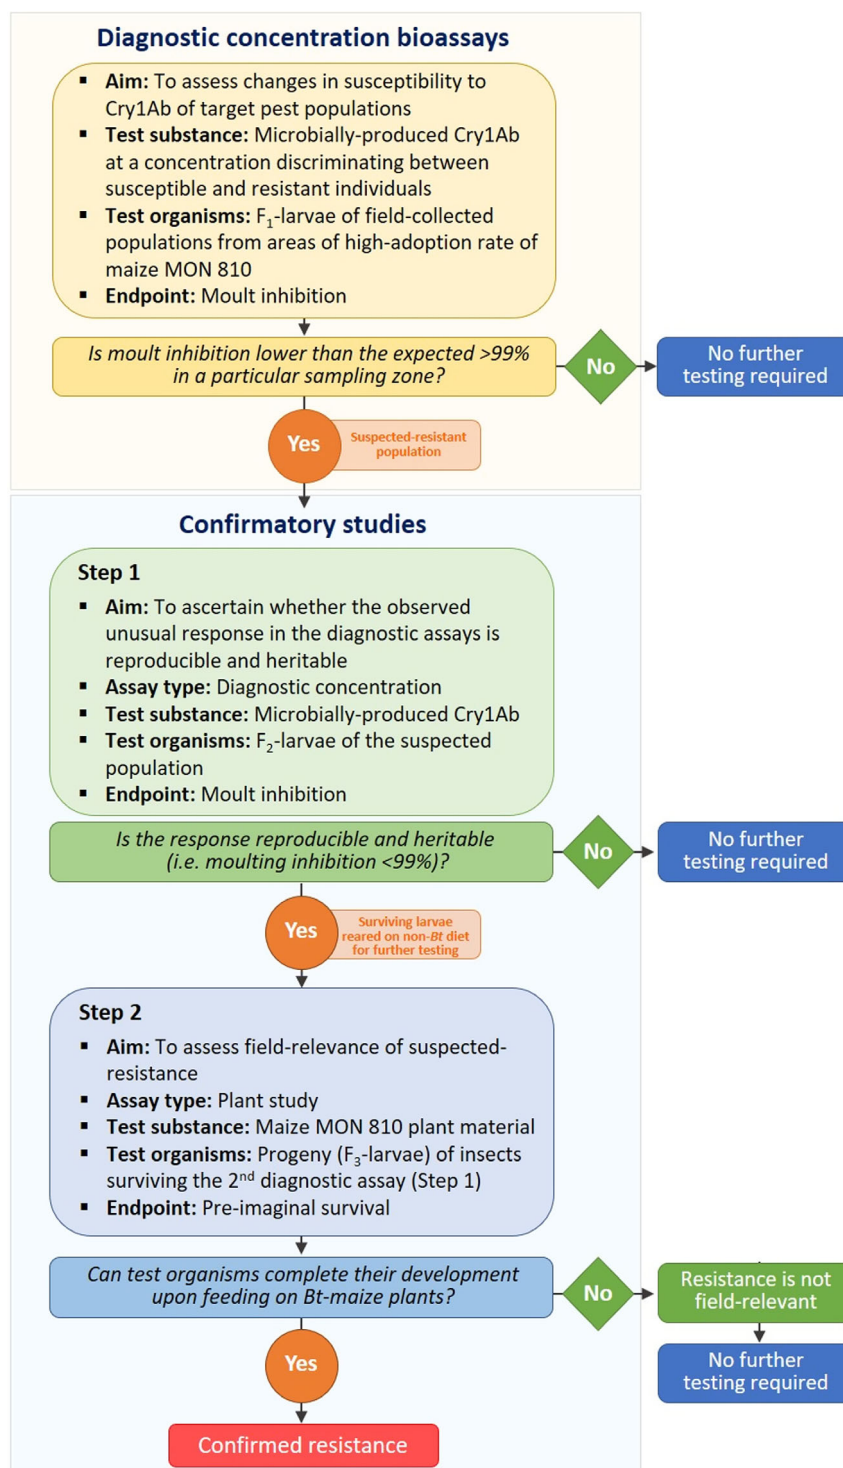 Diagnostic concentration bioassays
▪ Aim: To assess changes in susceptibility to
Cry1Ab of target pest populations
▪ Test substance: Microbially-produced Cry1Ab
at a concentration discriminating between
susceptible and resistant individuals
▪ Test organisms: F₁-larvae of field-collected
populations from areas of high-adoption rate of
maize MON 810
▪ Endpoint: Moult inhibition
Is moult inhibition lower than the expected >99%
in a particular sampling zone?
No
No further
testing required
Yes
Suspected-resistant
population
Confirmatory studies
Step 1
▪ Aim: To ascertain whether the observed
unusual response in the diagnostic assays is
reproducible and heritable
▪ Assay type: Diagnostic concentration
▪ Test substance: Microbially-produced Cry1Ab
▪ Test organisms: F₂-larvae of the suspected
population
▪ Endpoint: Moult inhibition
Is the response reproducible and heritable
(i.e. moulting inhibition <99%)?
No
No further
testing required
Yes
Surviving larvae
reared on non-Bt diet
for further testing
Step 2
▪ Aim: To assess field-relevance of suspected-
resistance
▪ Assay type: Plant study
▪ Test substance: Maize MON 810 plant material
▪ Test organisms: Progeny (F₃-larvae) of insects
surviving the 2ⁿᵈ diagnostic assay (Step 1)
▪ Endpoint: Pre-imaginal survival
Can test organisms complete their development
upon feeding on Bt-maize plants?
No
Resistance is not
field-relevant
No further
testing required
Yes
Confirmed resistance